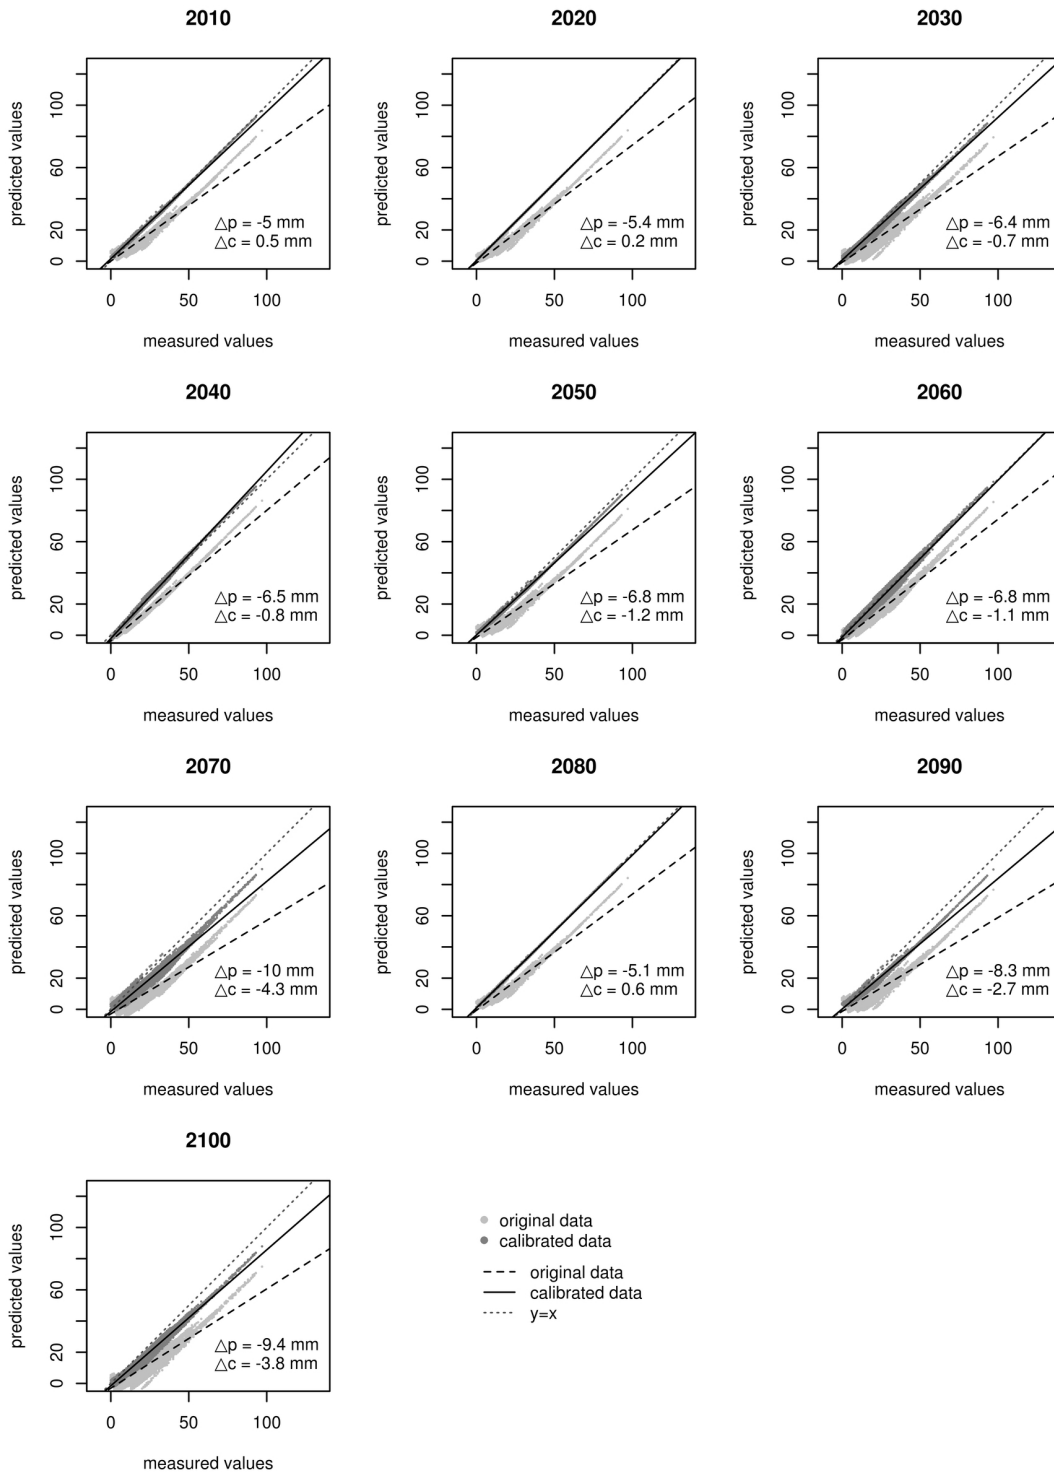 2010
predicted values
0 20 60 100
△p = -5 mm
△c = 0.5 mm
0 50 100
measured values
2020
predicted values
0 20 60 100
△p = -5.4 mm
△c = 0.2 mm
0 50 100
measured values
2030
predicted values
0 20 60 100
△p = -6.4 mm
△c = -0.7 mm
0 50 100
measured values
2040
predicted values
0 20 60 100
△p = -6.5 mm
△c = -0.8 mm
0 50 100
measured values
2050
predicted values
0 20 60 100
△p = -6.8 mm
△c = -1.2 mm
0 50 100
measured values
2060
predicted values
0 20 60 100
△p = -6.8 mm
△c = -1.1 mm
0 50 100
measured values
2070
predicted values
0 20 60 100
△p = -10 mm
△c = -4.3 mm
0 50 100
measured values
2080
predicted values
0 20 60 100
△p = -5.1 mm
△c = 0.6 mm
0 50 100
measured values
2090
predicted values
0 20 60 100
△p = -8.3 mm
△c = -2.7 mm
0 50 100
measured values
2100
predicted values
0 20 60 100
△p = -9.4 mm
△c = -3.8 mm
0 50 100
measured values
original data
calibrated data
original data
calibrated data
y=x